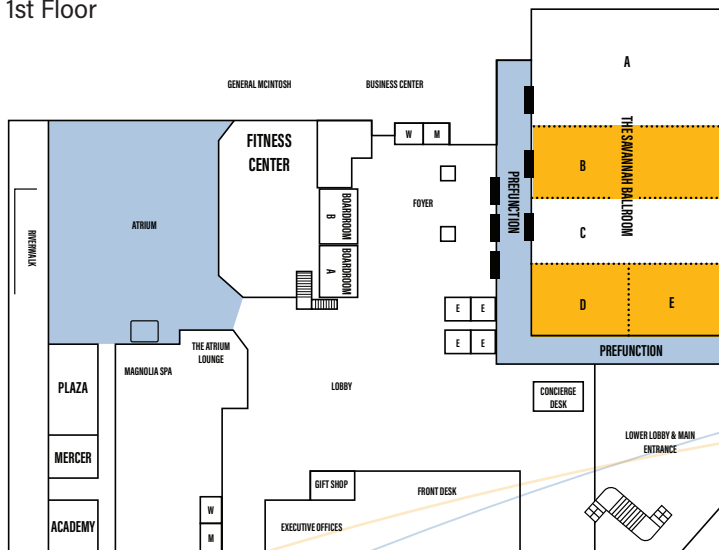 1st Floor
A
GENERAL MCINTOSH
BUSINESS CENTER
W
M
FITNESS
CENTER
THE SAVANNAH BALLROOM
B
PREFUNCTION
BOARDROOM
B
FOYER
ATRIUM
RIVERWALK
C
BOARDROOM
A
E
E
D
E
E
E
PREFUNCTION
THE ATRIUM
LOUNGE
MAGNOLIA SPA
PLAZA
LOBBY
CONCIERGE
DESK
LOWER LOBBY & MAIN
ENTRANCE
MERCER
GIFT SHOP
FRONT DESK
W
ACADEMY
EXECUTIVE OFFICES
M